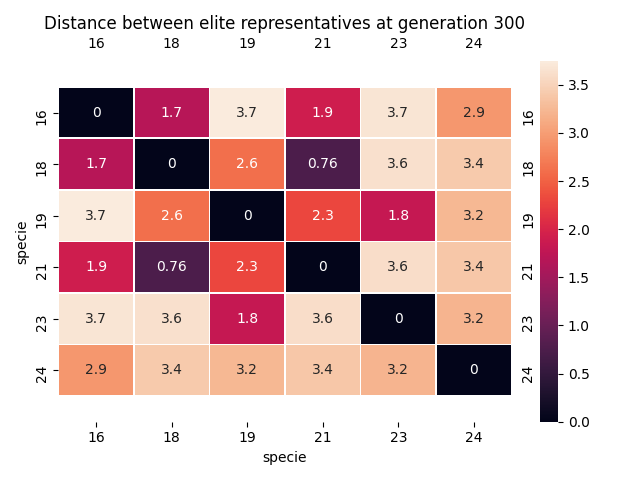 Distance between elite representatives at generation 300
16 18 19 21 23 24
16 0 1.7 3.7 1.9 3.7 2.9 16
18 1.7 0 2.6 0.76 3.6 3.4 18
19 3.7 2.6 0 2.3 1.8 3.2 19
21 1.9 0.76 2.3 0 3.6 3.4 21
23 3.7 3.6 1.8 3.6 0 3.2 23
24 2.9 3.4 3.2 3.4 3.2 0 24
16 18 19 21 23 24
specie
specie
3.5
3.0
2.5
2.0
1.5
1.0
0.5
0.0